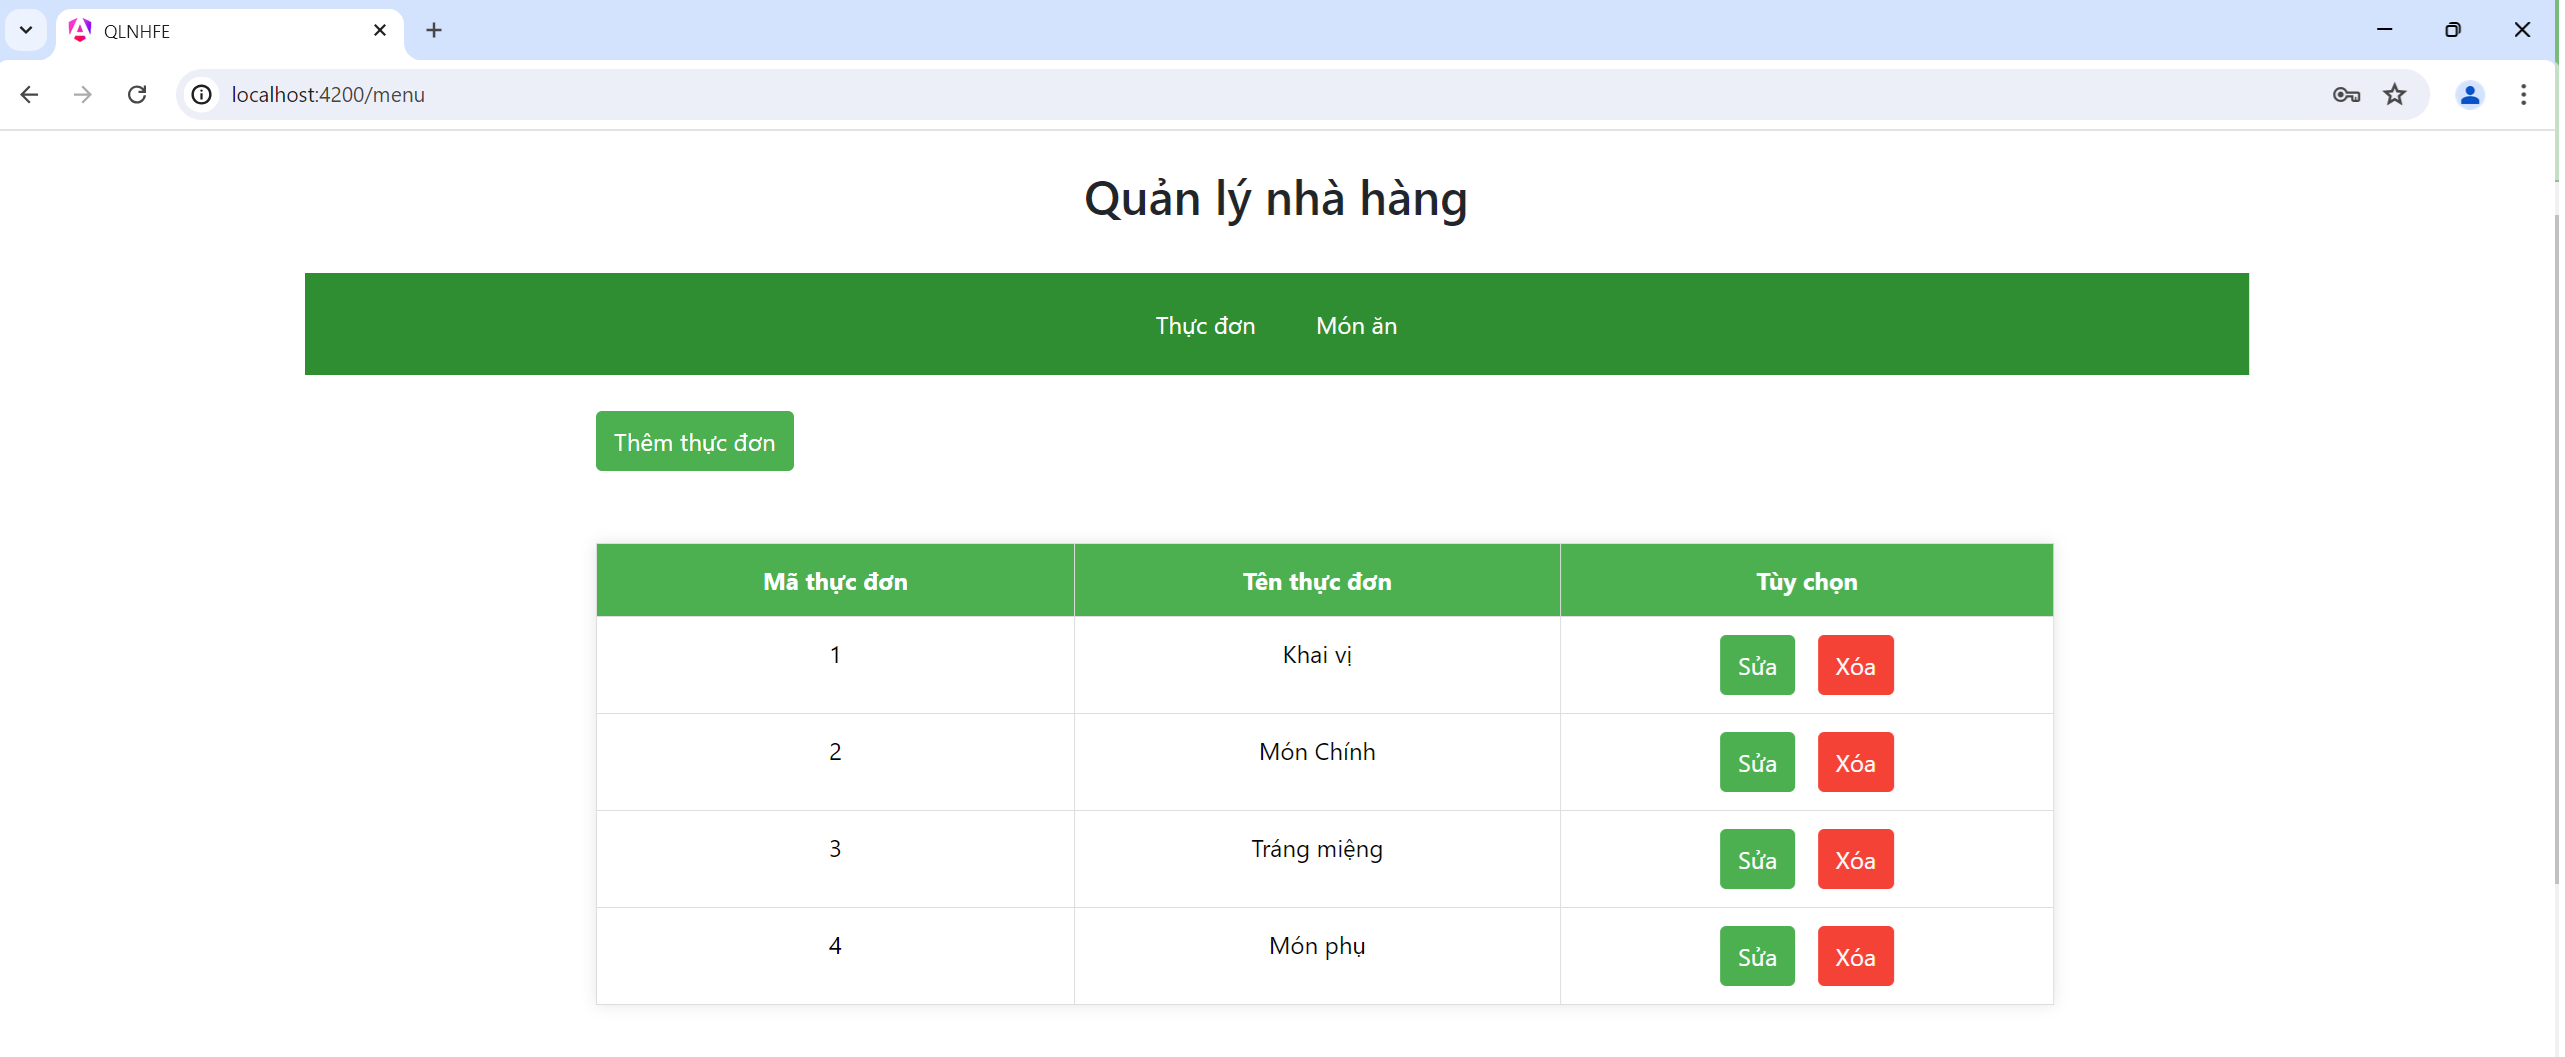 QLNHFE
localhost:4200/menu
Quản lý nhà hàng
Thực đơn Món ăn
Thêm thực đơn
Mã thực đơn Tên thực đơn Tùy chọn
1 Khai vị Sửa Xóa
2 Món Chính Sửa Xóa
3 Tráng miệng Sửa Xóa
4 Món phụ Sửa Xóa